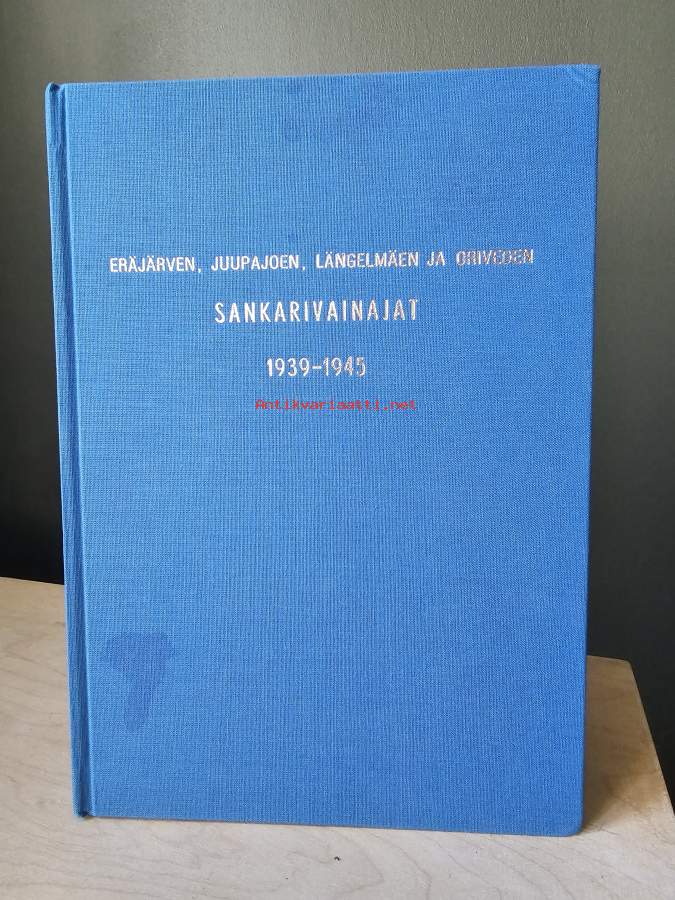 ERÄJÄRVEN, JUUPAJOEN, LÄNGELMÄEN JA ORIVEDEN
SANKARIVAINAJAT
1939-1945
Antikvariaatti.net